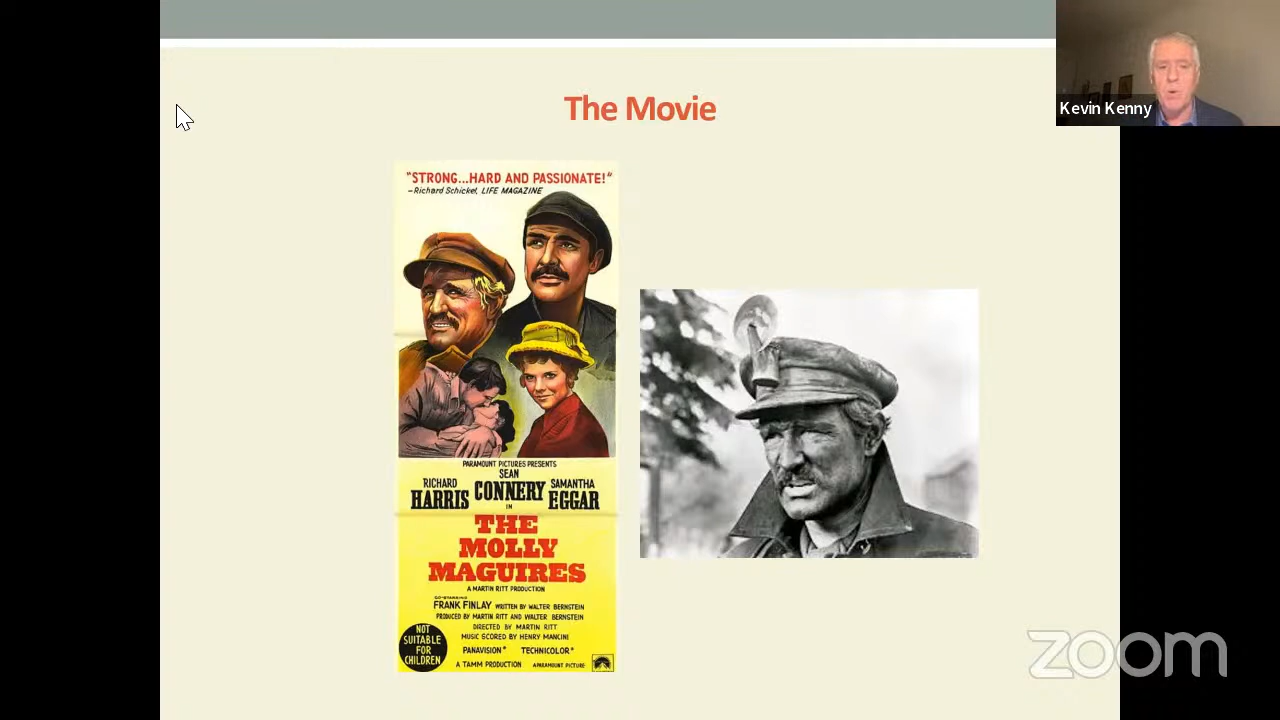 The Movie
Kevin Kenny
"STRONG...HARD AND PASSIONATE!"
–Richard Schickel, LIFE MAGAZINE
PARAMOUNT PICTURES PRESENTS
RICHARD HARRIS
SEAN CONNERY
SAMANTHA EGGAR
IN
THE
MOLLY
MAGUIRES
A MARTIN RITT PRODUCTION
CO-STARRING
FRANK FINLAY WRITTEN BY WALTER BERNSTEIN
PRODUCED BY MARTIN RITT AND WALTER BERNSTEIN
DIRECTED BY MARTIN RITT
MUSIC SCORED BY HENRY MANCINI
PANAVISION® TECHNICOLOR®
A TAMM PRODUCTION A PARAMOUNT PICTURE
NOT
SUITABLE
FOR
CHILDREN
zoom